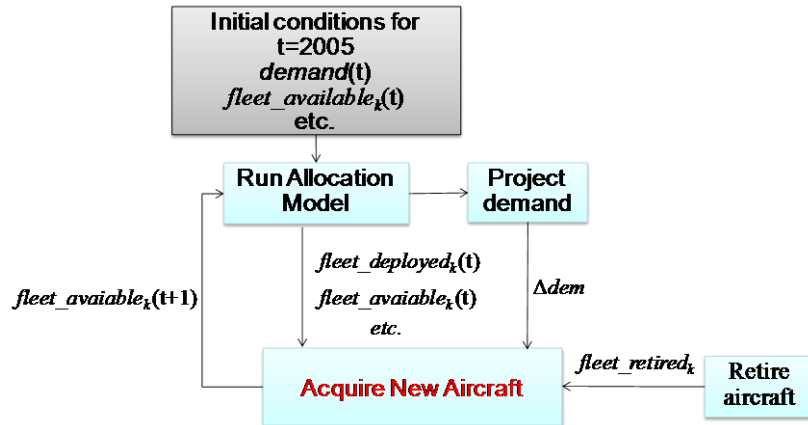 Initial conditions for
t=2005
demand(t)
fleet_available_k(t)
etc.
Run Allocation
Model
Project
demand
fleet_deployed_k(t)
fleet_avaiable_k(t+1)
fleet_avaiable_k(t)
etc.
Δdem
Acquire New Aircraft
fleet_retired_k
Retire
aircraft